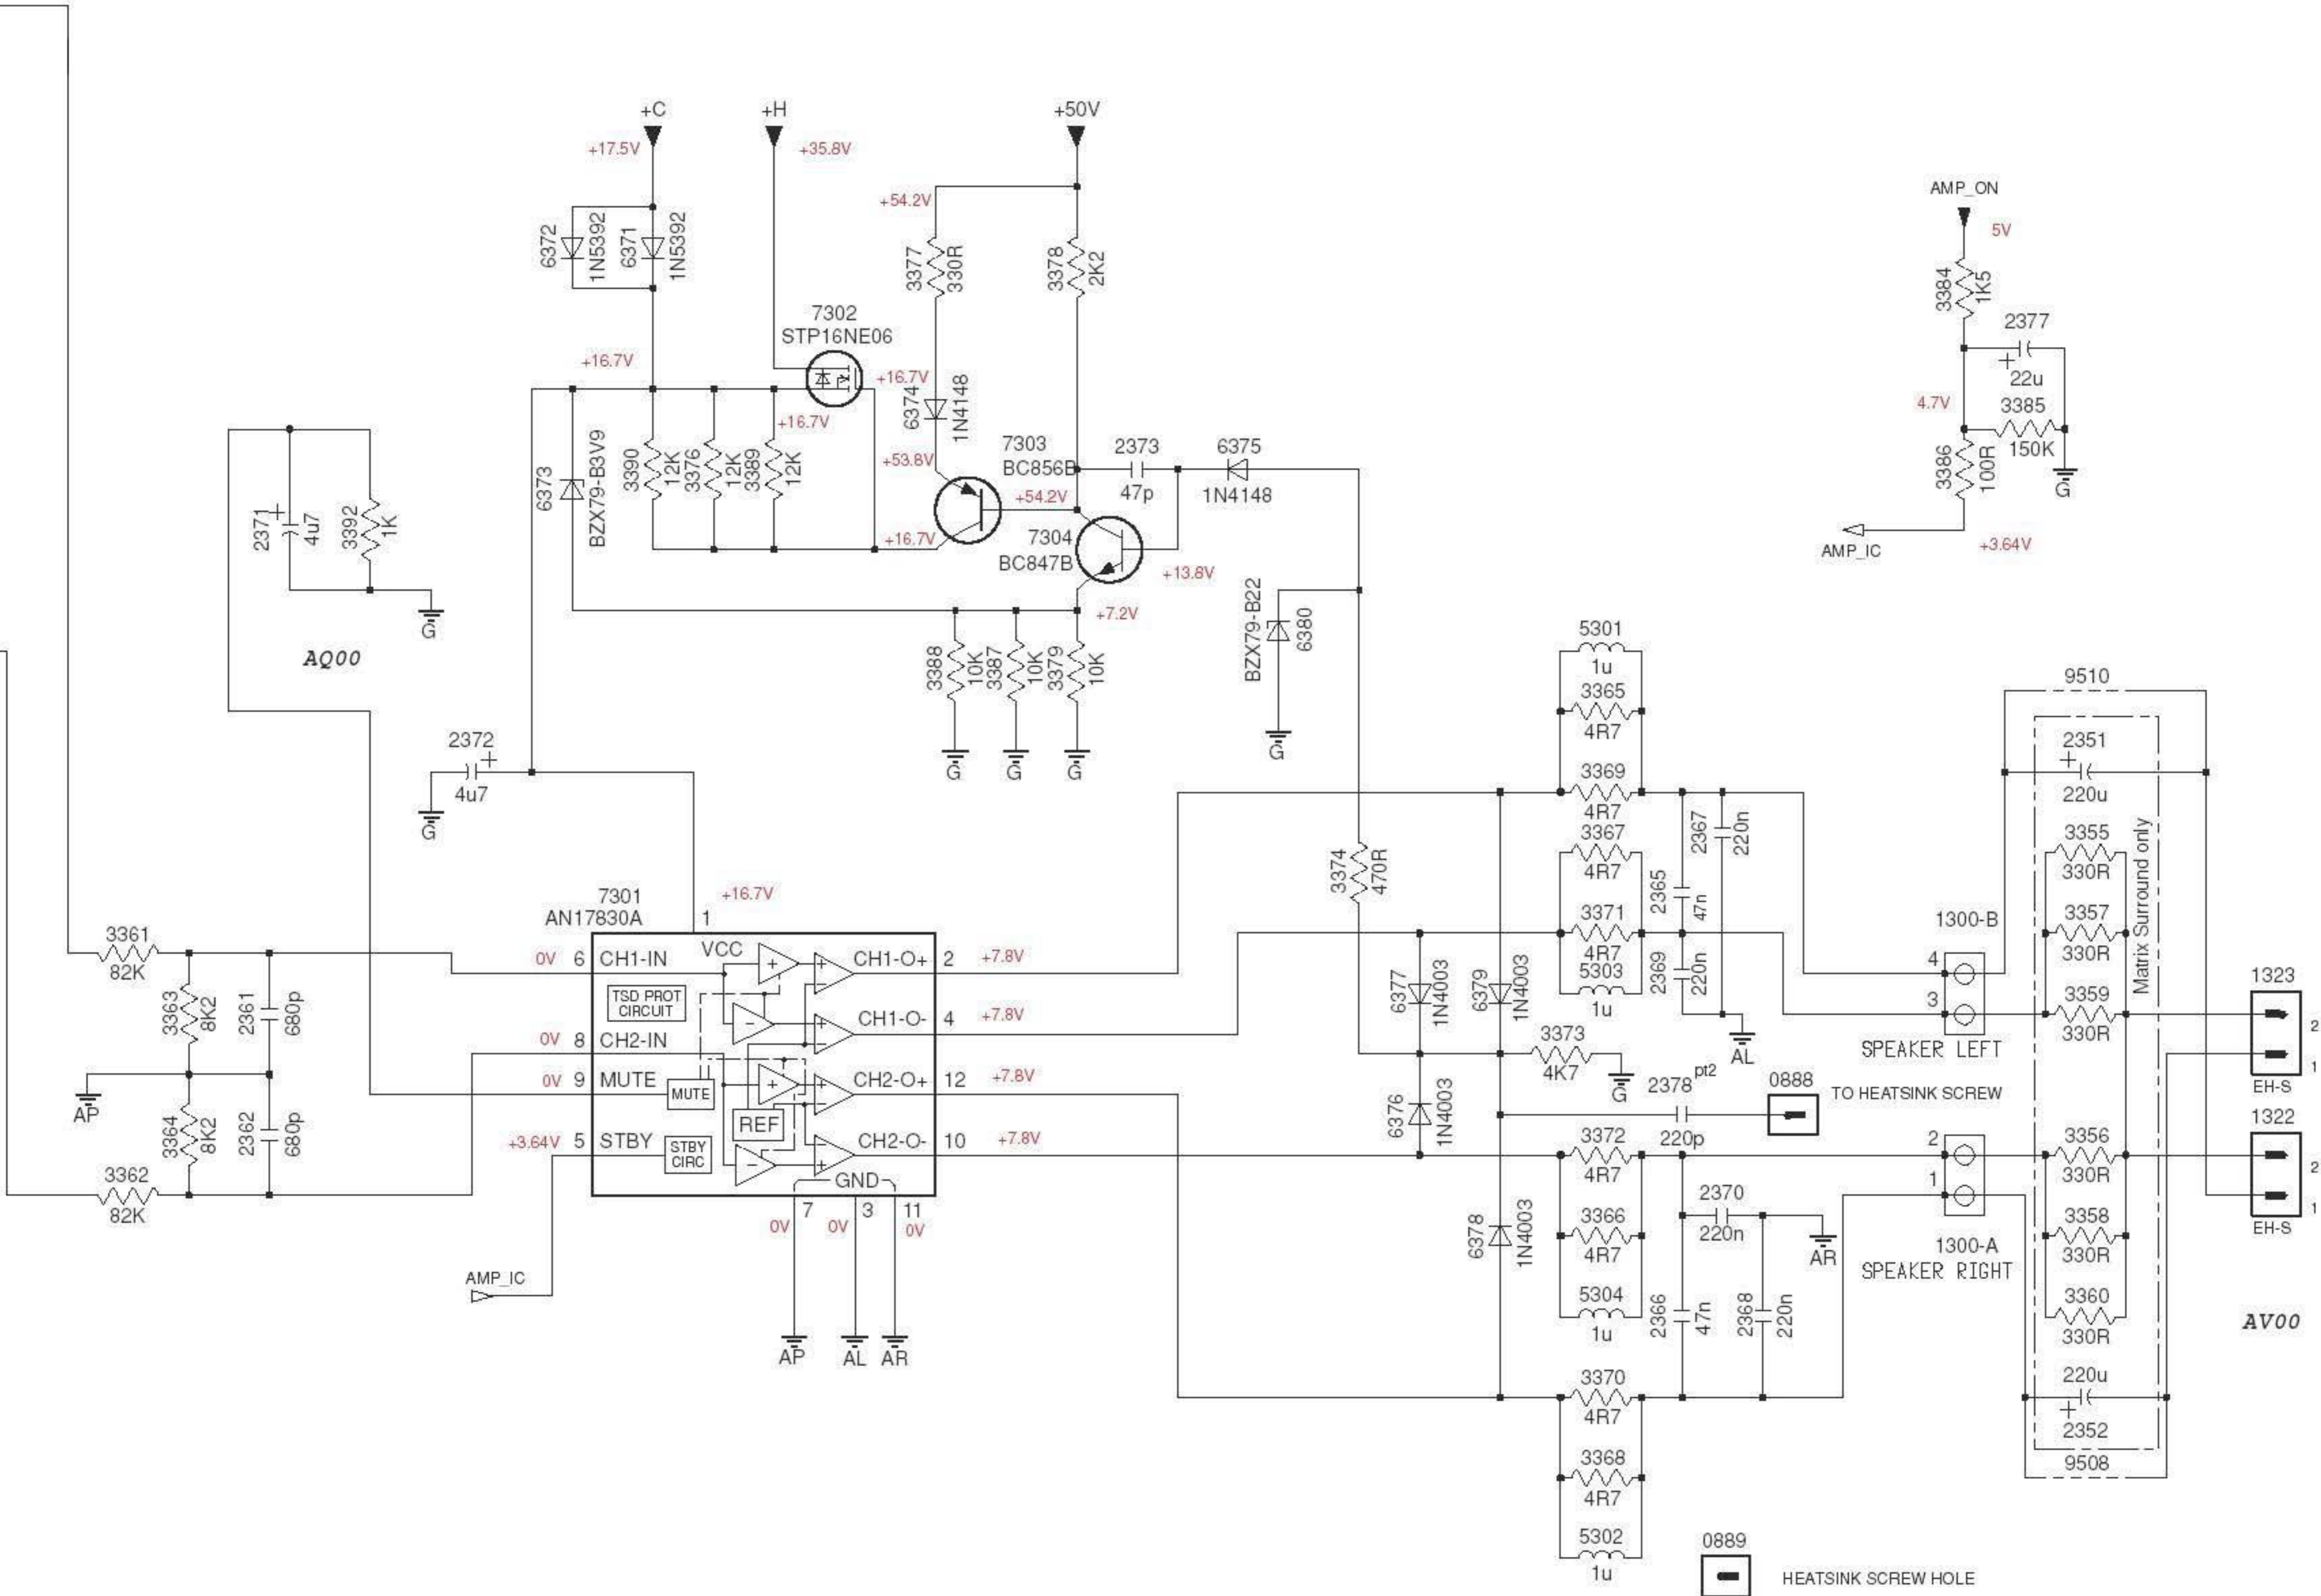 +C
+H
+50V
+17.5V
+35.8V
AMP_ON
+54.2V
5V
6372
1N5392
6371
1N5392
3377
330R
3378
2K2
3384
1K5
7302
STP16NE06
2377
+
22u
+16.7V
+16.7V
6374
1N4148
+16.7V
4.7V
3385
150K
7303
BC856B
2373
47p
6375
1N4148
6373
BZX79-B3V9
3390
12K
3376
12K
3389
12K
+53.8V
+54.2V
3386
100R
G
2371
+
4u7
3392
1K
+16.7V
7304
BC847B
AMP_IC
+3.64V
+13.8V
G
+7.2V
BZX79-B22
6380
AQ00
3388
10K
3387
10K
3379
10K
5301
1u
3365
4R7
9510
G
G
G
G
2372
+
4u7
G
3369
4R7
2351
+
220u
3367
4R7
2367
220n
3374
470R
2365
47n
3355
330R
Matrix Surround only
7301
AN17830A
+16.7V
1
3371
4R7
1300-B
3357
330R
3361
82K
0V
6
CH1-IN
VCC
CH1-O+
2
+7.8V
5303
1u
2369
220n
4
1323
3363
8K2
2361
680p
TSD PROT
CIRCUIT
6377
1N4003
6379
1N4003
3
3359
330R
+
+
−
−
+
−
CH1-O-
4
+7.8V
2
0V
8
CH2-IN
3373
4K7
G
AL
SPEAKER LEFT
1
EH-S
0V
9
MUTE
MUTE
+
+
−
CH2-O+
12
+7.8V
2378
pt2
220p
0888
TO HEATSINK SCREW
AP
REF
6376
1N4003
1322
3364
8K2
2362
680p
+3.64V
5
STBY
STBY
CIRC
−
−
+
CH2-O-
10
+7.8V
3372
4R7
2
3356
330R
2
3362
82K
GND
1
2370
220n
1
EH-S
7
3
11
0V
0V
0V
6378
1N4003
3366
4R7
AR
1300-A
SPEAKER RIGHT
3358
330R
AMP_IC
5304
1u
2366
47n
2368
220n
3360
330R
AV00
AP
AL
AR
3370
4R7
220u
+
2352
3368
4R7
9508
5302
1u
0889
HEATSINK SCREW HOLE